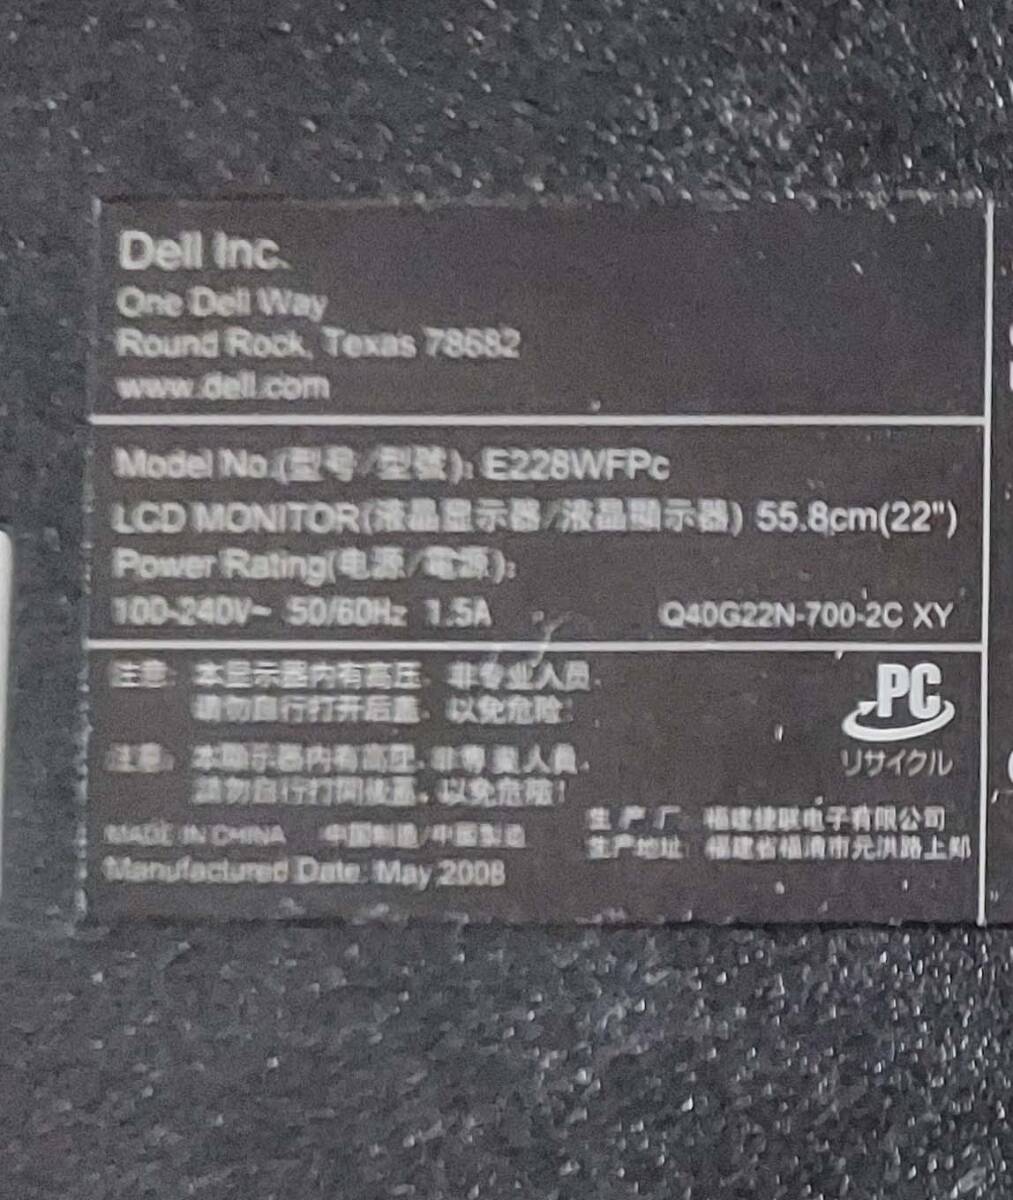 Dell Inc.
One Dell Way
Round Rock, Texas 78682
www.dell.com
Model No.(型号/型號): E228WFPc
LCD MONITOR(液晶显示器/液晶顯示器) 55.8cm(22")
Power Rating(电源/電源):
100-240V~ 50/60Hz 1.5A Q40G22N-700-2C XY
注意: 本显示器内有高压, 非专业人员,
请勿自行打开后盖, 以免危险!
PC
リサイクル
注意: 本顯示器內有高壓, 非專業人員,
請勿自行打開後蓋, 以免危險!
MADE IN CHINA 中国制造/中國製造
生产厂: 福建捷联电子有限公司
生产地址: 福建省福清市元洪路上郑
Manufactured Date: May 2008